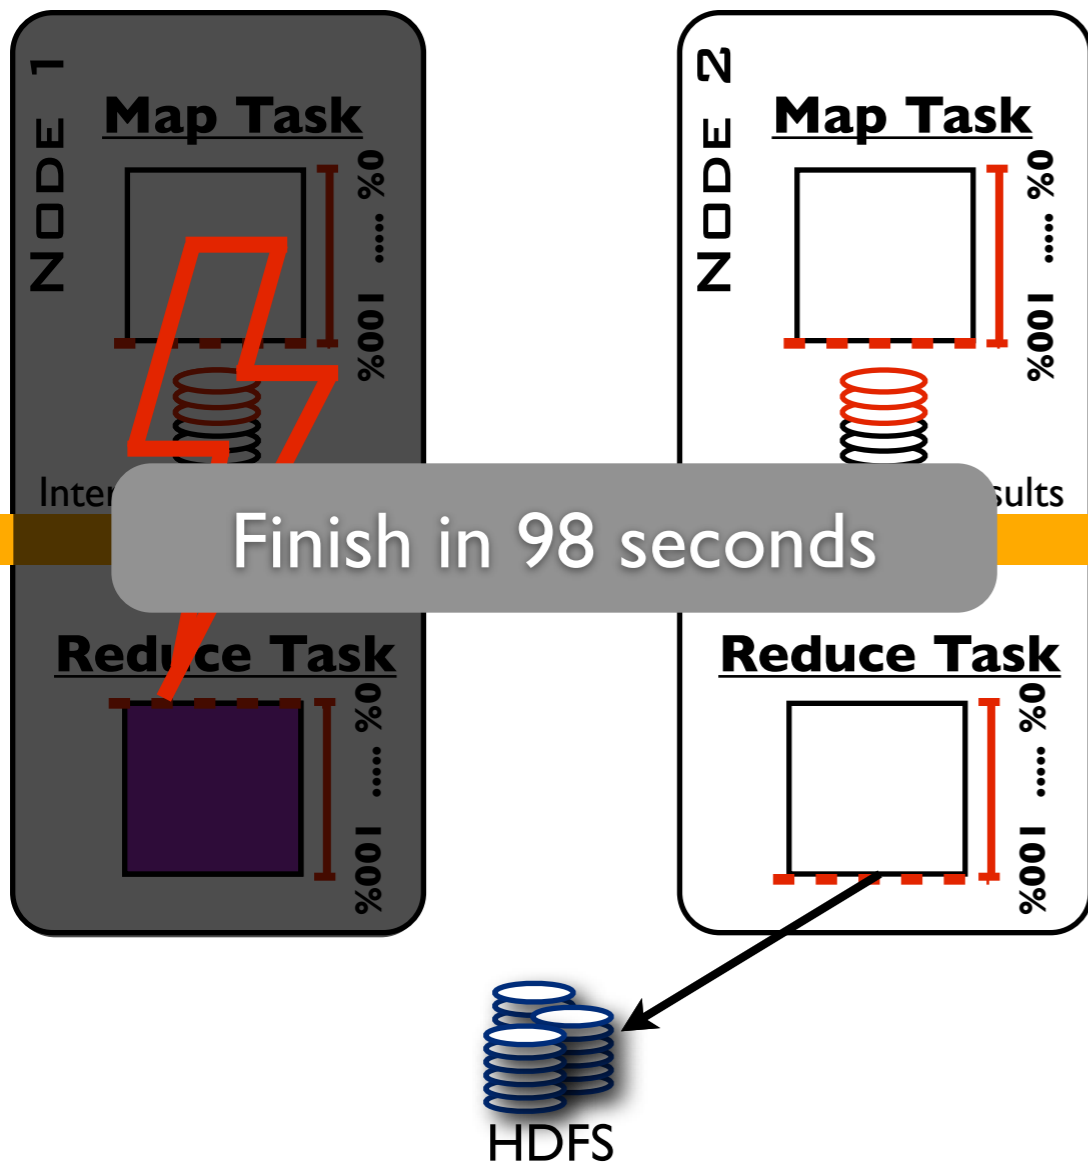 NODE 1
Map Task
0% ..... 100%
NODE 2
Map Task
0% ..... 100%
Finish in 98 seconds
Reduce Task
0% ..... 100%
Reduce Task
0% ..... 100%
HDFS